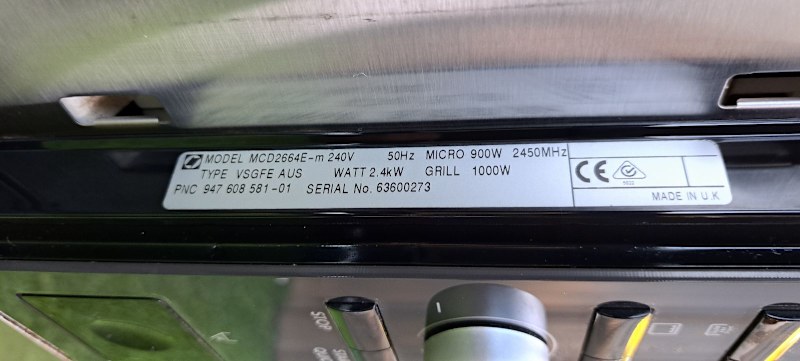 MODEL MCD2664E-m 240V 50Hz MICRO 900W 2450MHz
TYPE VSGFE AUS WATT 2.4kW GRILL 1000W
PNC 947 608 581-01 SERIAL No. 63600273
CE
MADE IN U.K
STOP